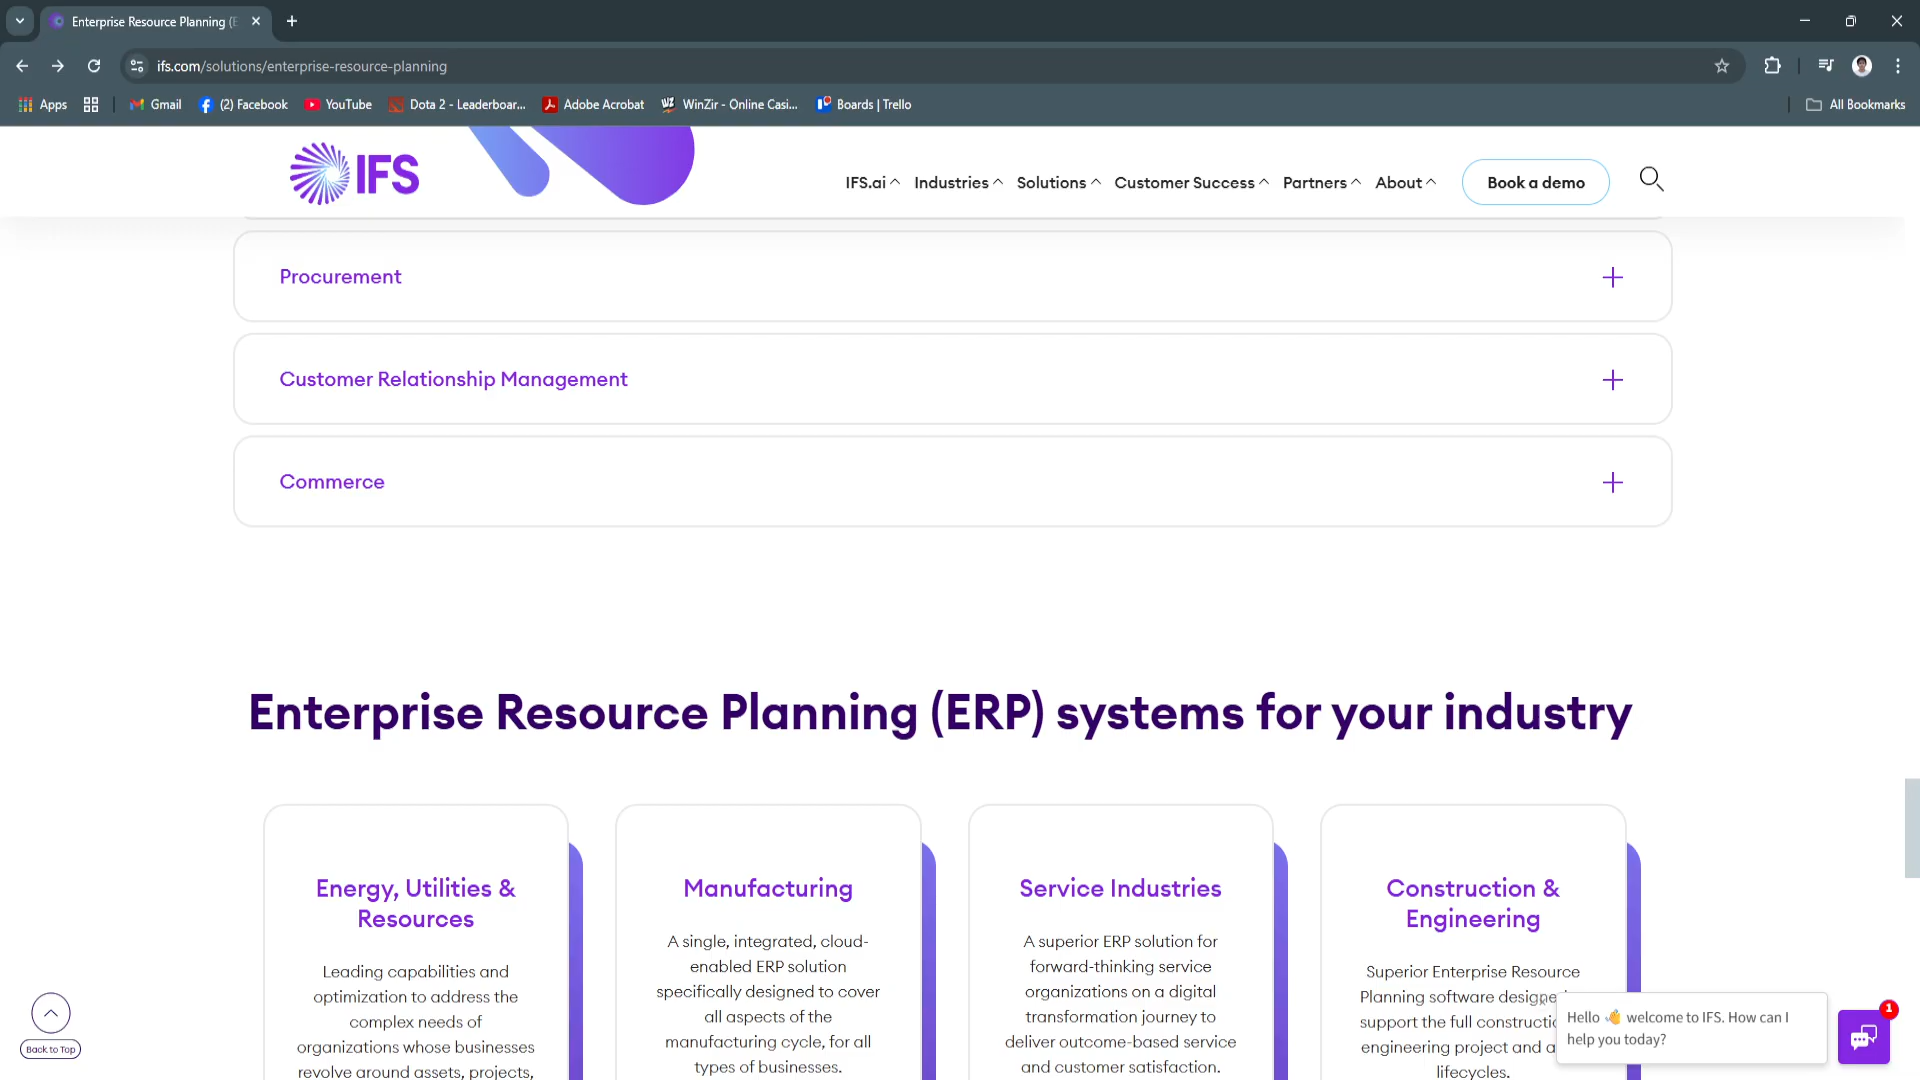 Enterprise Resource Planning (E
ifs.com/solutions/enterprise-resource-planning
Apps
Gmail
(2) Facebook
YouTube
Dota 2 - Leaderboar...
Adobe Acrobat
WinZir - Online Casi...
Boards | Trello
All Bookmarks
IFS
IFS.ai
Industries
Solutions
Customer Success
Partners
About
Book a demo
Procurement
Customer Relationship Management
Commerce
Enterprise Resource Planning (ERP) systems for your industry
Energy, Utilities &
Resources
Leading capabilities and
optimization to address the
complex needs of
organizations whose businesses
revolve around assets, projects,
Manufacturing
A single, integrated, cloud-
enabled ERP solution
specifically designed to cover
all aspects of the
manufacturing cycle, for all
types of businesses.
Service Industries
A superior ERP solution for
forward-thinking service
organizations on a digital
transformation journey to
deliver outcome-based service
and customer satisfaction.
Construction &
Engineering
Superior Enterprise Resource
Planning software designe
support the full constructi
engineering project and a
lifecycles.
Hello 👋 welcome to IFS. How can I
help you today?
1
Back to Top